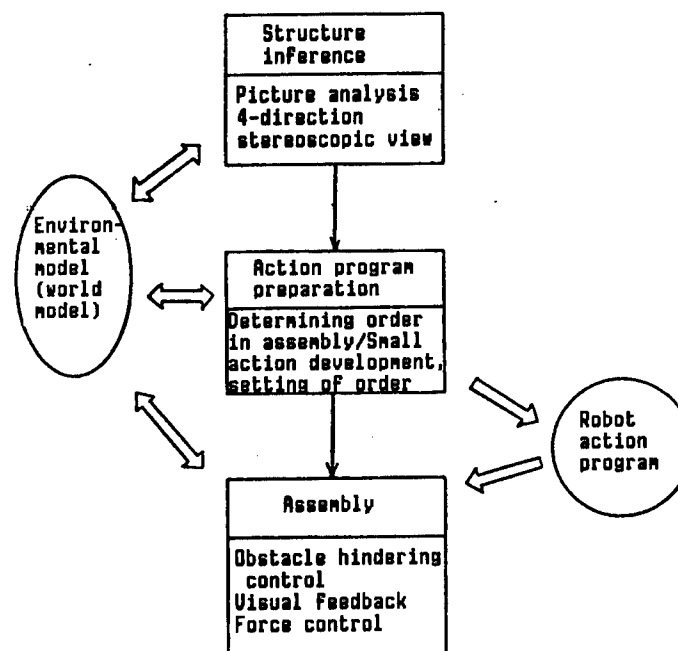 Structure
inference
Picture analysis
4-direction
stereoscopic view
Environ-
mental
model
(world
model)
Action program
preparation
Determining order
in assembly/Small
action development,
setting of order
Robot
action
program
Assembly
Obstacle hindering
control
Visual feedback
Force control